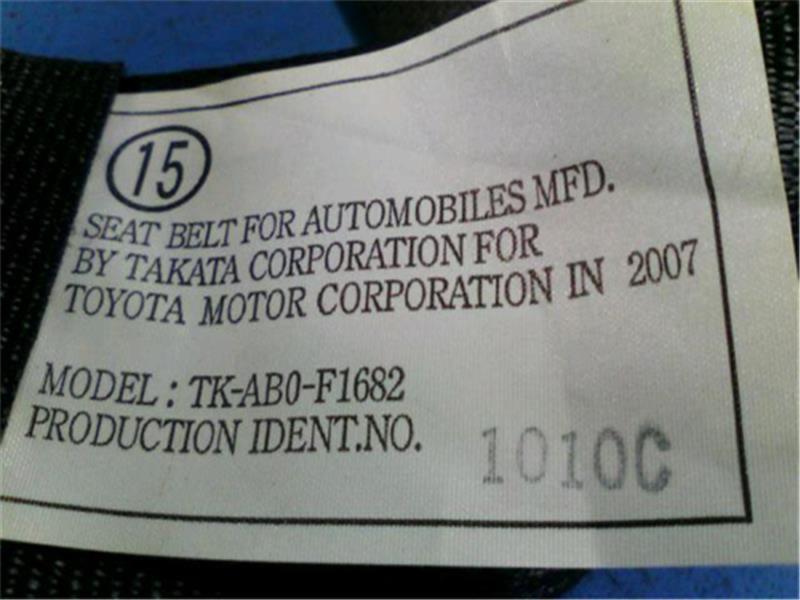 15
SEAT BELT FOR AUTOMOBILES MFD.
BY TAKATA CORPORATION FOR
TOYOTA MOTOR CORPORATION IN 2007
MODEL : TK-AB0-F1682
PRODUCTION IDENT.NO. 1010C